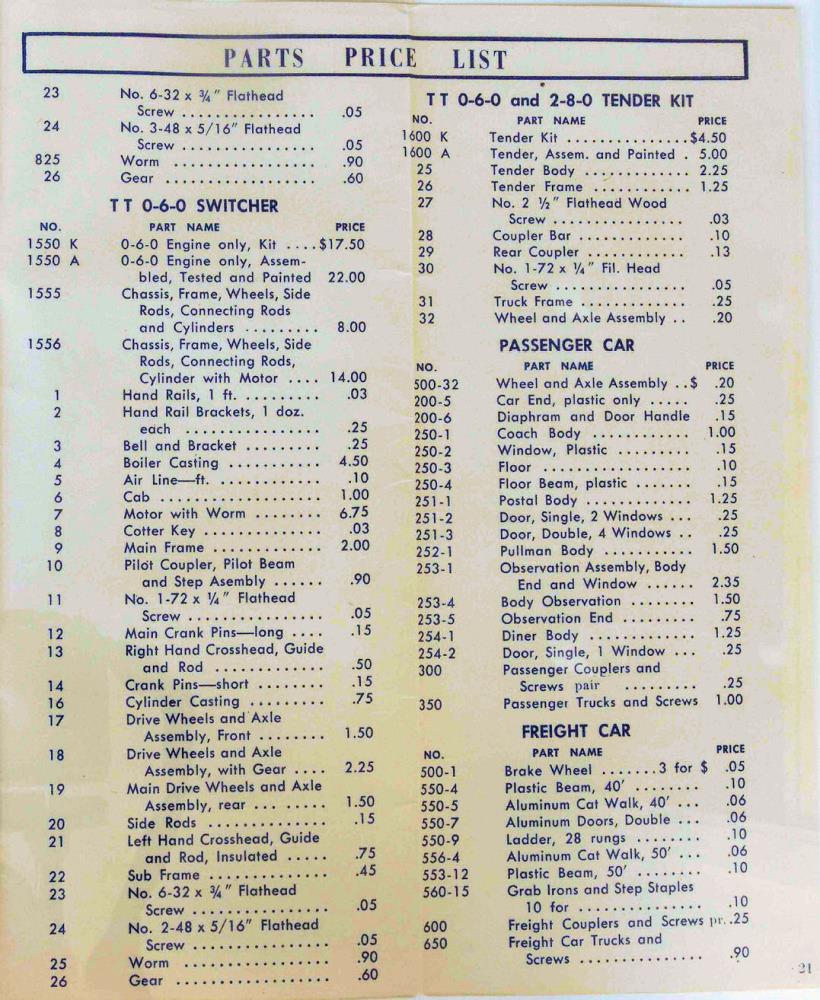 PARTS PRICE LIST
23 No. 6-32 x ¾" Flathead
Screw ................ .05
24 No. 3-48 x 5/16" Flathead
Screw ................ .05
825 Worm ................. .90
26 Gear .................. .60
TT 0-6-0 SWITCHER
NO. PART NAME PRICE
1550 K 0-6-0 Engine only, Kit ....$17.50
1550 A 0-6-0 Engine only, Assem-
bled, Tested and Painted 22.00
1555 Chassis, Frame, Wheels, Side
Rods, Connecting Rods
and Cylinders ......... 8.00
1556 Chassis, Frame, Wheels, Side
Rods, Connecting Rods,
Cylinder with Motor .... 14.00
1 Hand Rails, 1 ft. .......... .03
2 Hand Rail Brackets, 1 doz.
each ................. .25
3 Bell and Bracket ......... .25
4 Boiler Casting ........... 4.50
5 Air Line—ft. ............. .10
6 Cab .................... 1.00
7 Motor with Worm ........ 6.75
8 Cotter Key .............. .03
9 Main Frame ............. 2.00
10 Pilot Coupler, Pilot Beam
and Step Asembly ...... .90
11 No. 1-72 x ¼" Flathead
Screw ................ .05
12 Main Crank Pins—long .... .15
13 Right Hand Crosshead, Guide
and Rod ............. .50
14 Crank Pins—short ........ .15
16 Cylinder Casting ......... .75
17 Drive Wheels and Axle
Assembly, Front ........ 1.50
18 Drive Wheels and Axle
Assembly, with Gear .... 2.25
19 Main Drive Wheels and Axle
Assembly, rear ... ..... 1.50
20 Side Rods .............. .15
21 Left Hand Crosshead, Guide
and Rod, Insulated ..... .75
22 Sub Frame .............. .45
23 No. 6-32 x ¾" Flathead
Screw ................ .05
24 No. 2-48 x 5/16" Flathead
Screw ................ .05
25 Worm ................. .90
26 Gear .................. .60
TT 0-6-0 and 2-8-0 TENDER KIT
NO. PART NAME PRICE
1600 K Tender Kit ...............$4.50
1600 A Tender, Assem. and Painted . 5.00
25 Tender Body ............. 2.25
26 Tender Frame ............ 1.25
27 No. 2 ½" Flathead Wood
Screw ................ .03
28 Coupler Bar .............. .10
29 Rear Coupler ............ .13
30 No. 1-72 x ¼" Fil. Head
Screw ................ .05
31 Truck Frame ............. .25
32 Wheel and Axle Assembly .. .20
PASSENGER CAR
NO. PART NAME PRICE
500-32 Wheel and Axle Assembly ..$ .20
200-5 Car End, plastic only ..... .25
200-6 Diaphram and Door Handle .15
250-1 Coach Body ............ 1.00
250-2 Window, Plastic ......... .15
250-3 Floor .................. .10
250-4 Floor Beam, plastic ....... .15
251-1 Postal Body ............. 1.25
251-2 Door, Single, 2 Windows ... .25
251-3 Door, Double, 4 Windows .. .25
252-1 Pullman Body ........... 1.50
253-1 Observation Assembly, Body
End and Window ...... 2.35
253-4 Body Observation ........ 1.50
253-5 Observation End ......... .75
254-1 Diner Body ............. 1.25
254-2 Door, Single, 1 Window ... .25
300 Passenger Couplers and
Screws pair ......... .25
350 Passenger Trucks and Screws 1.00
FREIGHT CAR
NO. PART NAME PRICE
500-1 Brake Wheel .......3 for $ .05
550-4 Plastic Beam, 40' ........ .10
550-5 Aluminum Cat Walk, 40' ... .06
550-7 Aluminum Doors, Double ... .06
550-9 Ladder, 28 rungs ........ .10
556-4 Aluminum Cat Walk, 50' ... .06
553-12 Plastic Beam, 50' ........ .10
560-15 Grab Irons and Step Staples
10 for ............... .10
600 Freight Couplers and Screws pr. .25
650 Freight Car Trucks and
Screws ............... .90
21